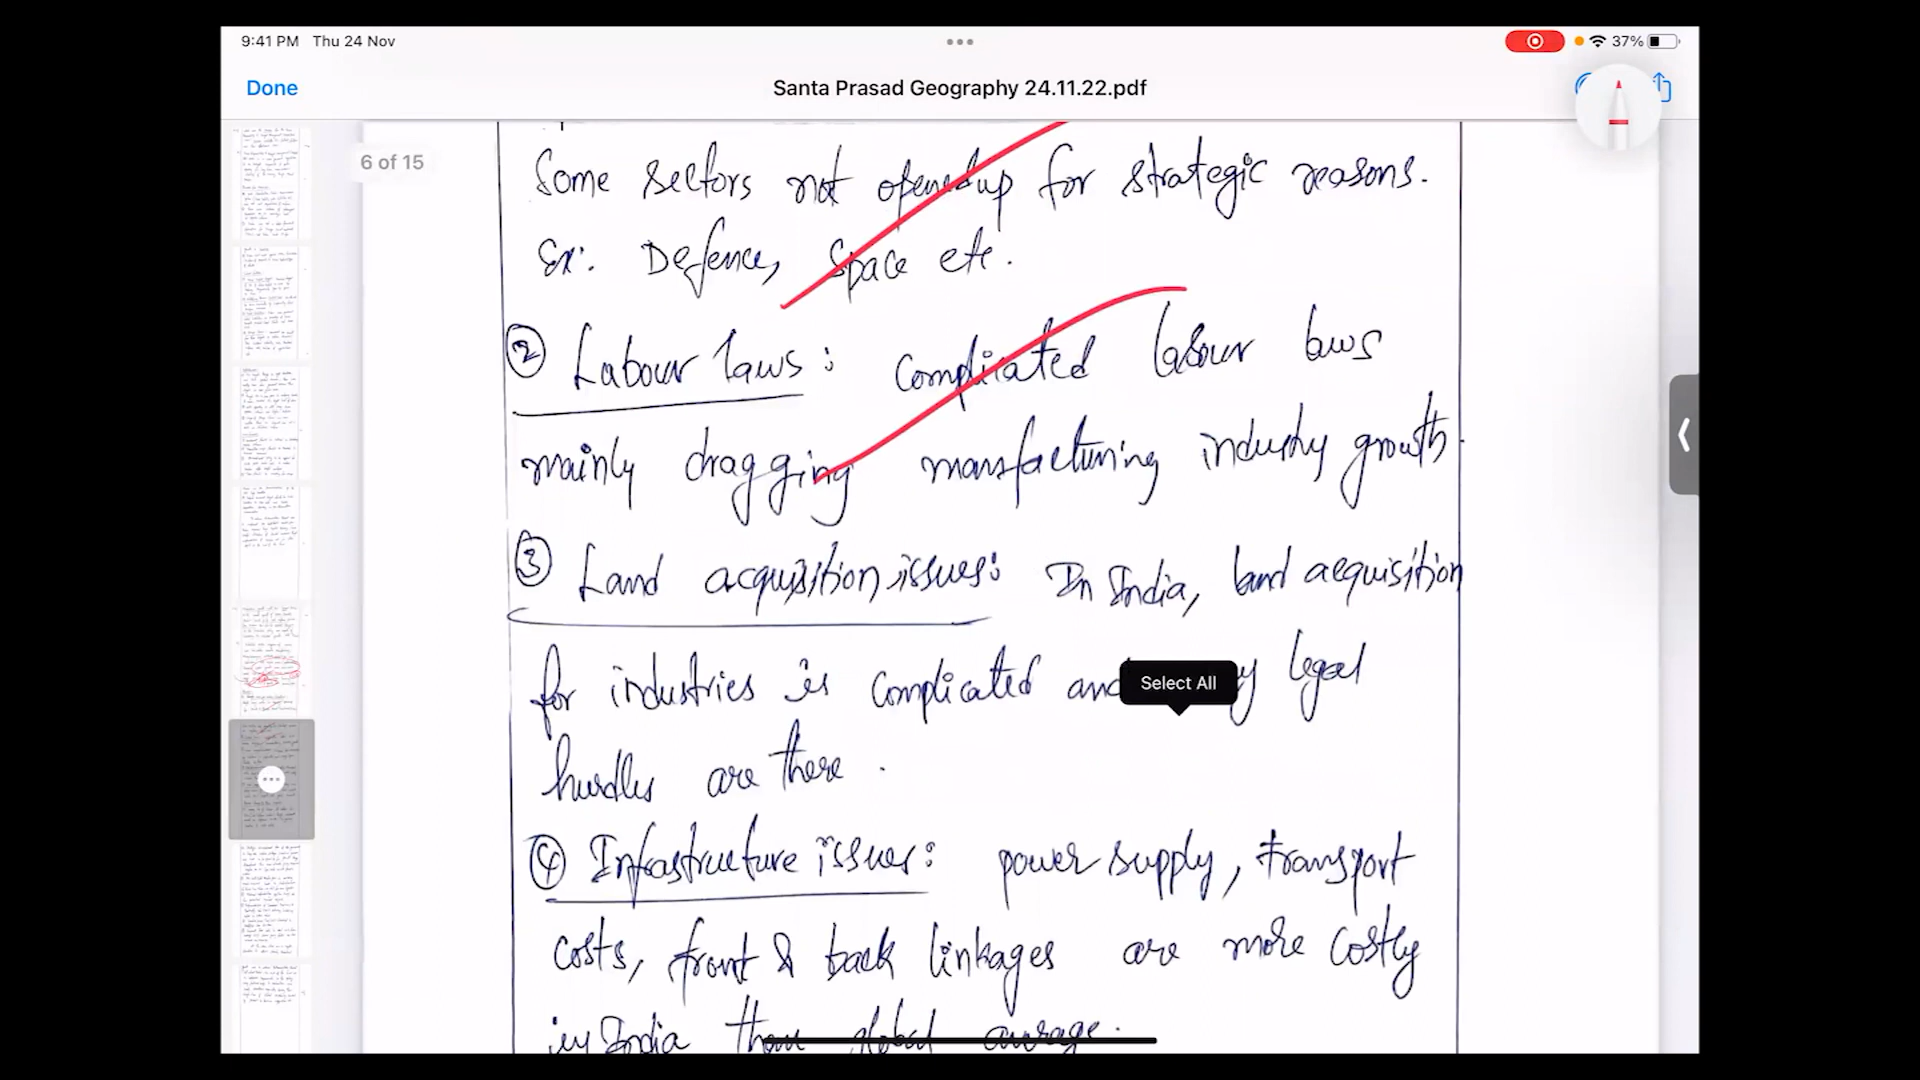 9:41 PM Thu 24 Nov
37%
Done
Santa Prasad Geography 24.11.22.pdf
6 of 15
Some sectors not opened up for strategic reasons.
Ex: Defence, Space etc.
② Labour laws: Complicated labour laws
mainly dragging manufacturing industry growth.
③ Land acquisition issues: In India, land acquisition
for industries is complicated and legal
Select All
hurdles are there.
④ Infrastructure issues: power supply, transport
costs, front & back linkages are more costly
in India than global average.